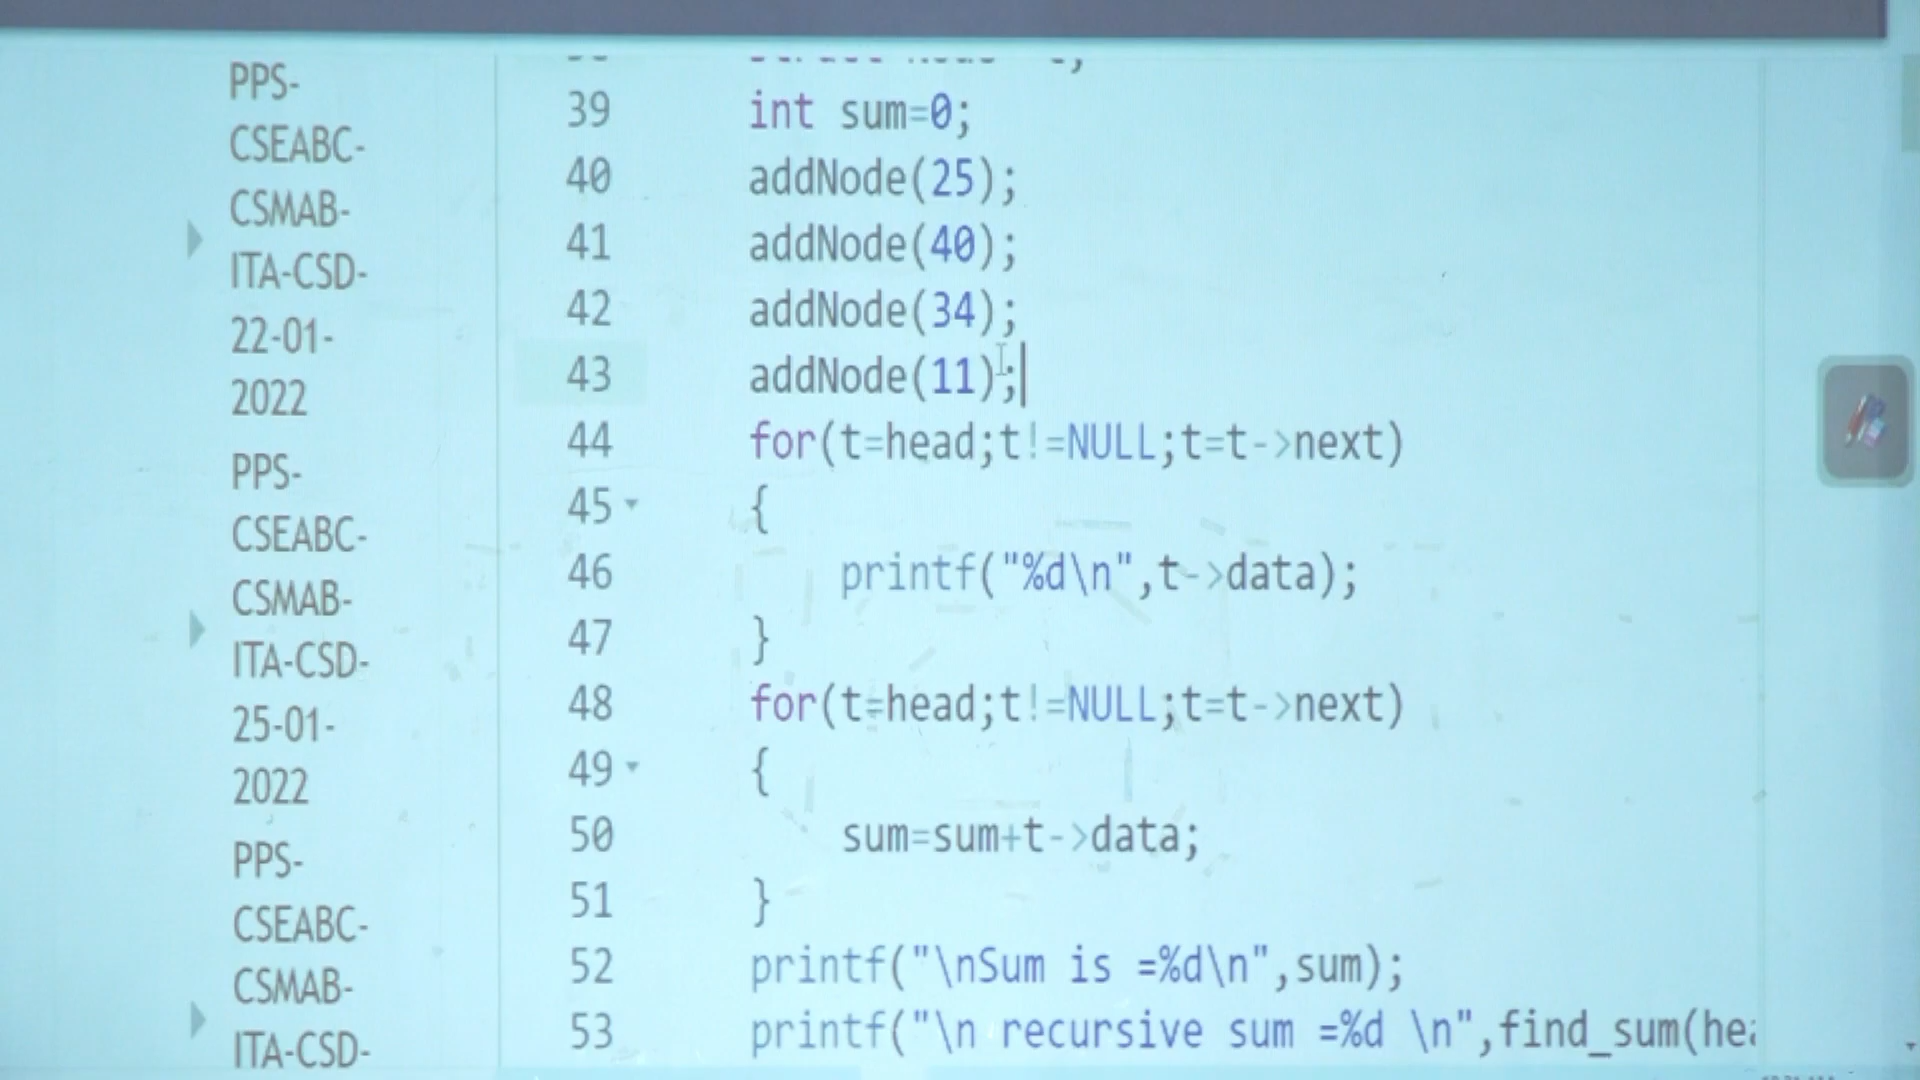 PPS-
CSEABC-
CSMAB-
ITA-CSD-
22-01-
2022
PPS-
CSEABC-
CSMAB-
ITA-CSD-
25-01-
2022
PPS-
CSEABC-
CSMAB-
ITA-CSD-
39 int sum=0;
40 addNode(25);
41 addNode(40);
42 addNode(34);
43 addNode(11);
44 for(t=head;t!=NULL;t=t->next)
45 {
46 printf("%d\n",t->data);
47 }
48 for(t=head;t!=NULL;t=t->next)
49 {
50 sum=sum+t->data;
51 }
52 printf("\nSum is =%d\n",sum);
53 printf("\n recursive sum =%d \n",find_sum(hea